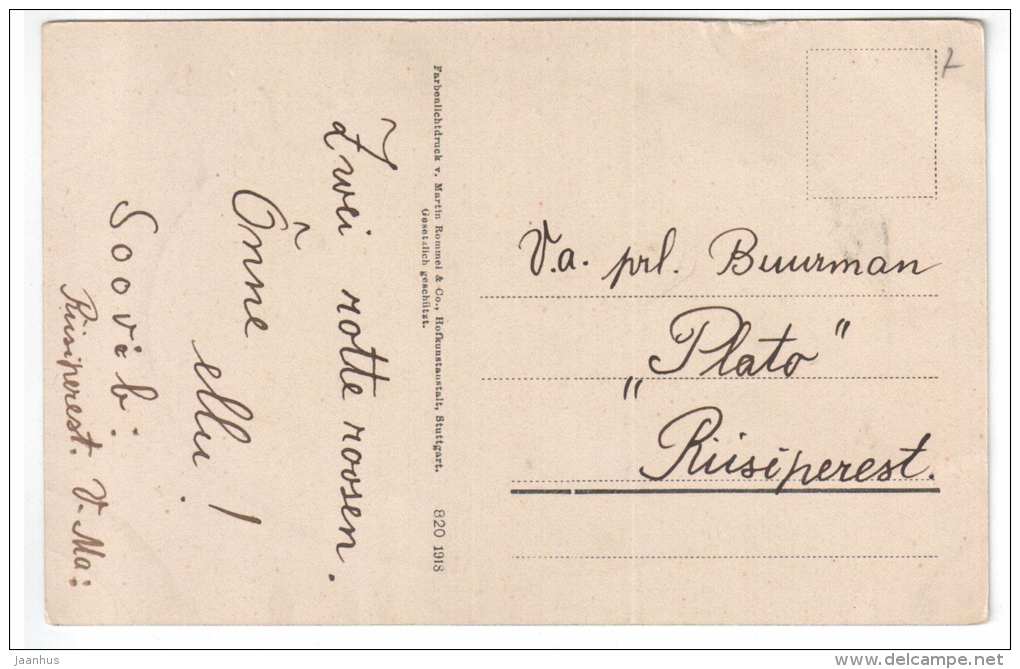 Zwei rotte roosen.
Õnne ellu!
Soovib:
Riisiperest. V. Ma:
Farbenlichtdruck v. Martin Rommel & Co., Hofkunstanstalt, Stuttgart.
Gesetzlich geschützt.
820 1918
V.a. prl. Buurman
„Plato"
Riisiperest.
jaanhus
delcampe.net